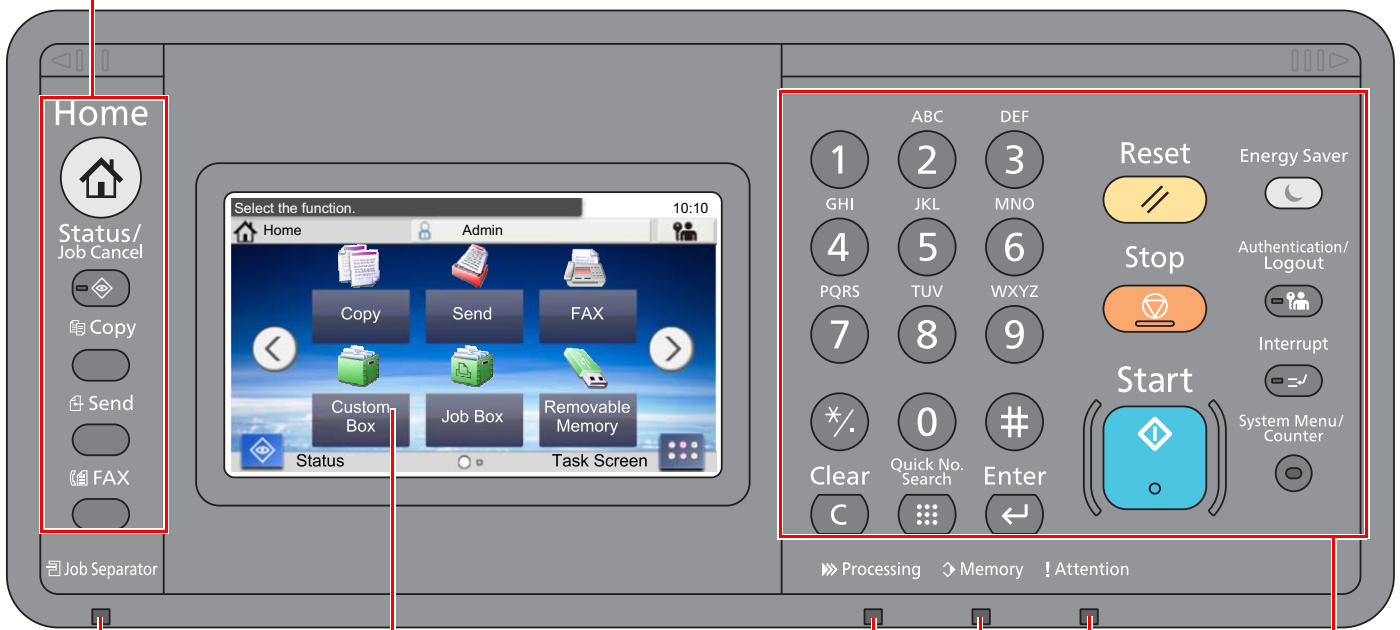 Home
Status/
Job Cancel
Copy
Send
FAX
Job Separator
Select the function.
10:10
Home
Admin
Copy
Send
FAX
Custom
Box
Job Box
Removable
Memory
Status
Task Screen
ABC
DEF
1
2
3
GHI
JKL
MNO
4
5
6
PQRS
TUV
WXYZ
7
8
9
*/.
0
#
Clear
Quick No.
Search
Enter
C
Reset
Stop
Start
Energy Saver
Authentication/
Logout
Interrupt
System Menu/
Counter
Processing
Memory
! Attention